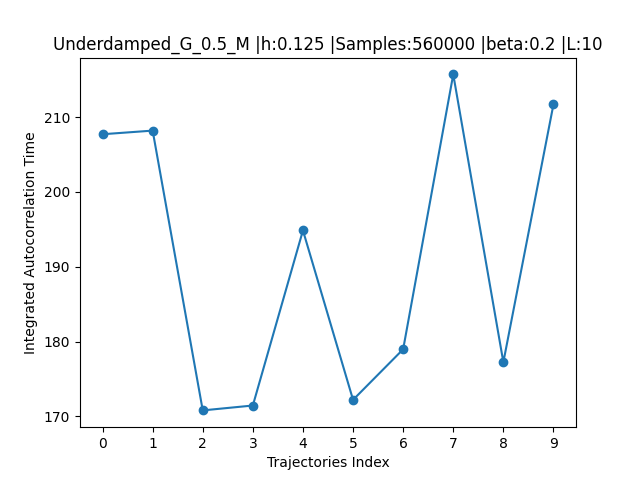 Underdamped_G_0.5_M |h:0.125 |Samples:560000 |beta:0.2 |L:10
Integrated Autocorrelation Time
210
200
190
180
170
0 1 2 3 4 5 6 7 8 9
Trajectories Index